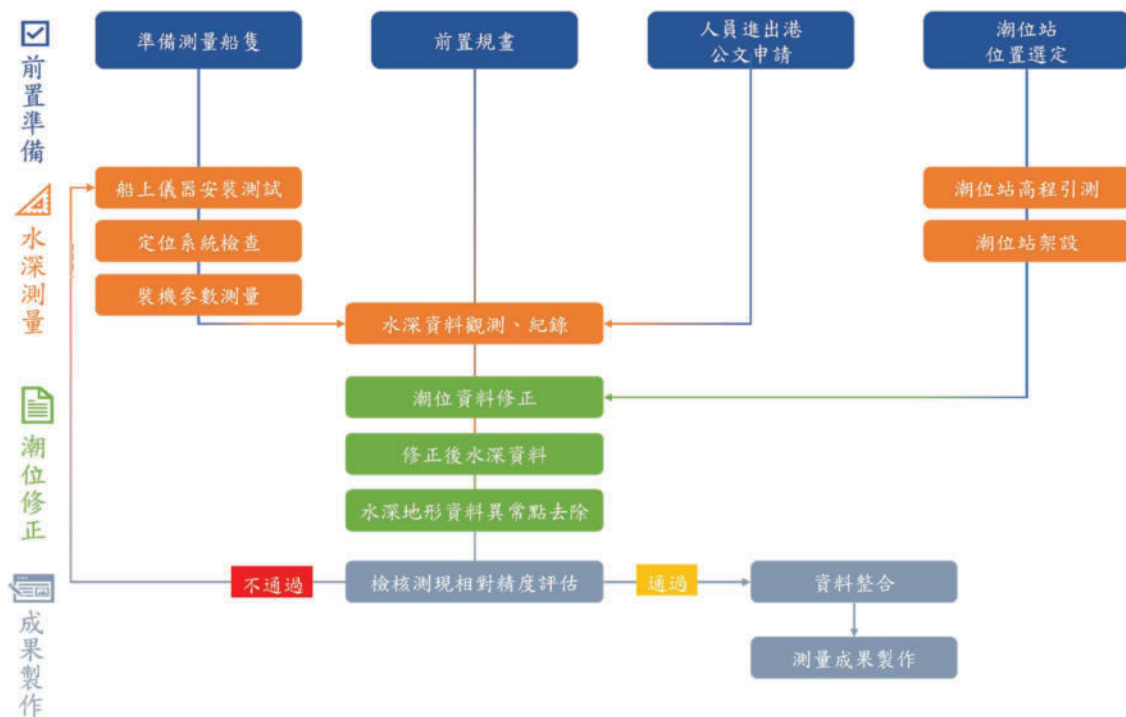 前置準備
準備測量船隻
前置規畫
人員進出港
公文申請
潮位站
位置選定
水深測量
船上儀器安裝測試
潮位站高程引測
定位系統檢查
潮位站架設
裝機參數測量
水深資料觀測、紀錄
潮位修正
潮位資料修正
修正後水深資料
水深地形資料異常點去除
成果製作
不通過
檢核測現相對精度評估
通過
資料整合
測量成果製作